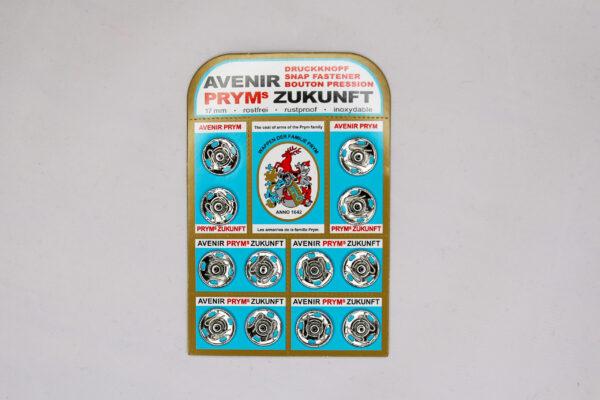 DRUCKKNOPF
AVENIR SNAP FASTENER
BOUTON PRESSION
PRYMs ZUKUNFT
17 mm · rostfrei · rustproof · inoxydable
AVENIR PRYM
The coat of arms of the Prym family
AVENIR PRYM
WAPPEN DER FAMILIE PRYM
ANNO 1642
PRYMs ZUKUNFT
Les armoiries de la famille Prym
PRYMs ZUKUNFT
AVENIR PRYMs ZUKUNFT
AVENIR PRYMs ZUKUNFT
AVENIR PRYMs ZUKUNFT
AVENIR PRYMs ZUKUNFT